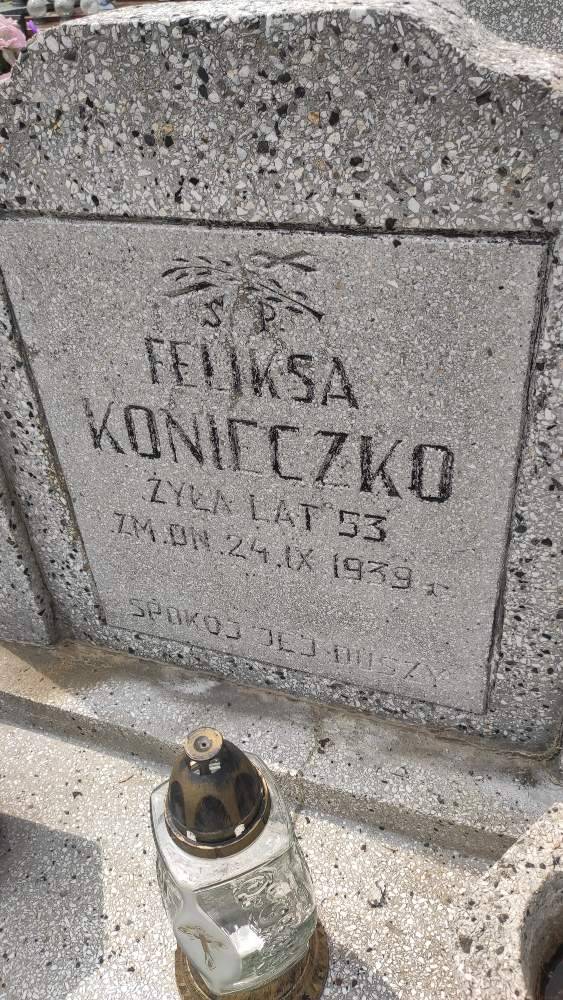 Ś. P.
FELIKSA
KONIECZKO
ŻYŁA LAT 53
ZM. DN. 24. IX 1939 r
SPOKÓJ JEJ DUSZY